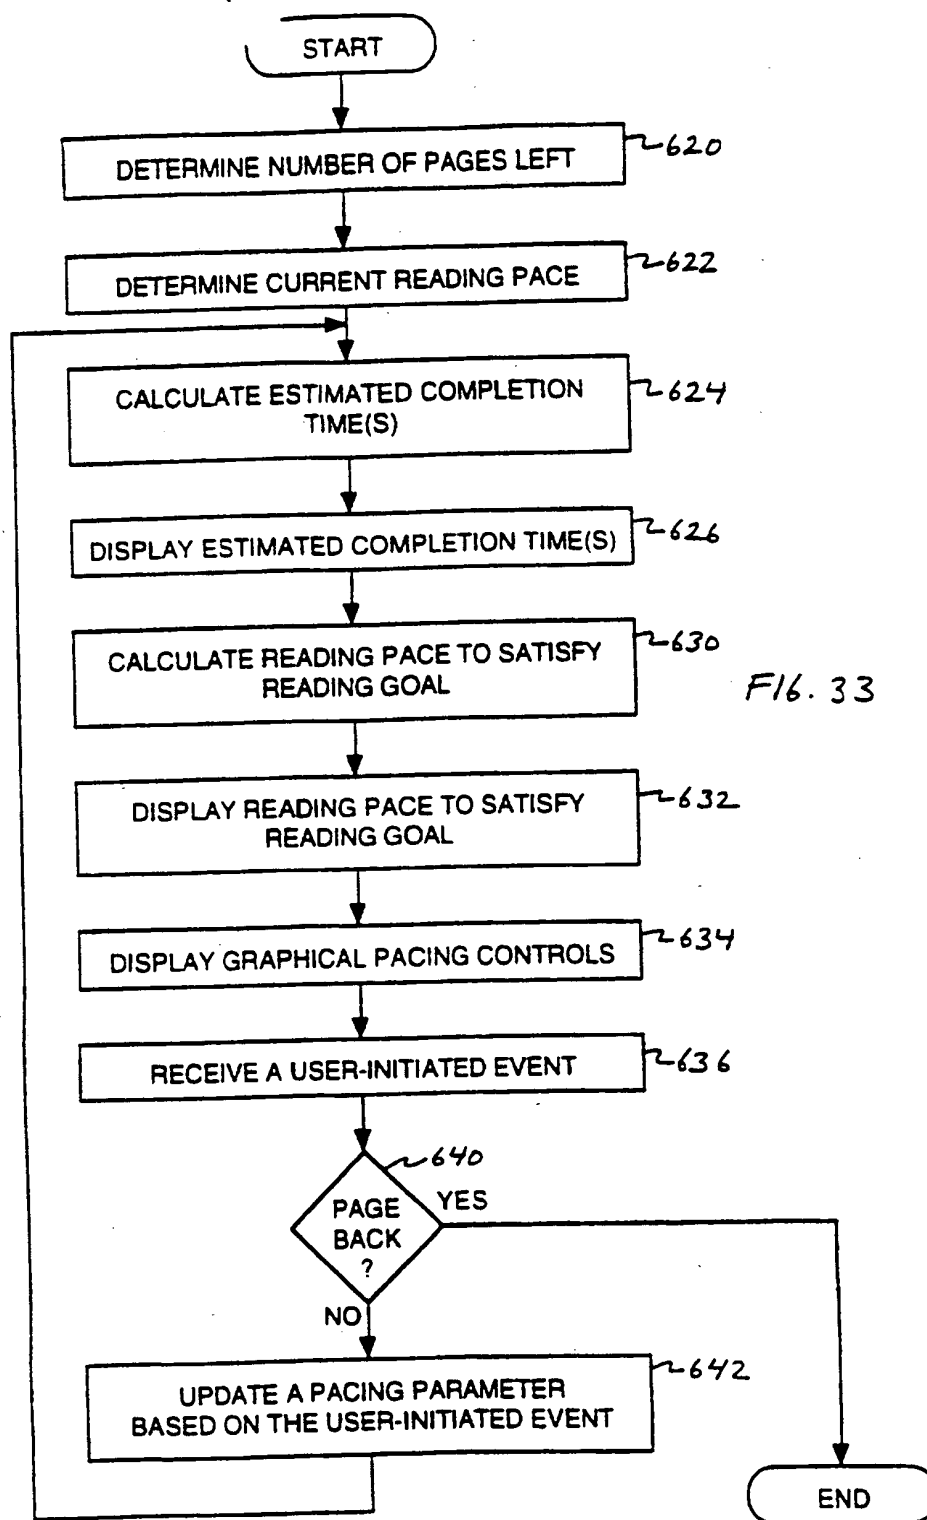 START
DETERMINE NUMBER OF PAGES LEFT
620
DETERMINE CURRENT READING PACE
622
CALCULATE ESTIMATED COMPLETION
TIME(S)
624
DISPLAY ESTIMATED COMPLETION TIME(S)
626
CALCULATE READING PACE TO SATISFY
READING GOAL
630
FIG. 33
DISPLAY READING PACE TO SATISFY
READING GOAL
632
DISPLAY GRAPHICAL PACING CONTROLS
634
RECEIVE A USER-INITIATED EVENT
636
640
PAGE
BACK
?
YES
NO
UPDATE A PACING PARAMETER
BASED ON THE USER-INITIATED EVENT
642
END